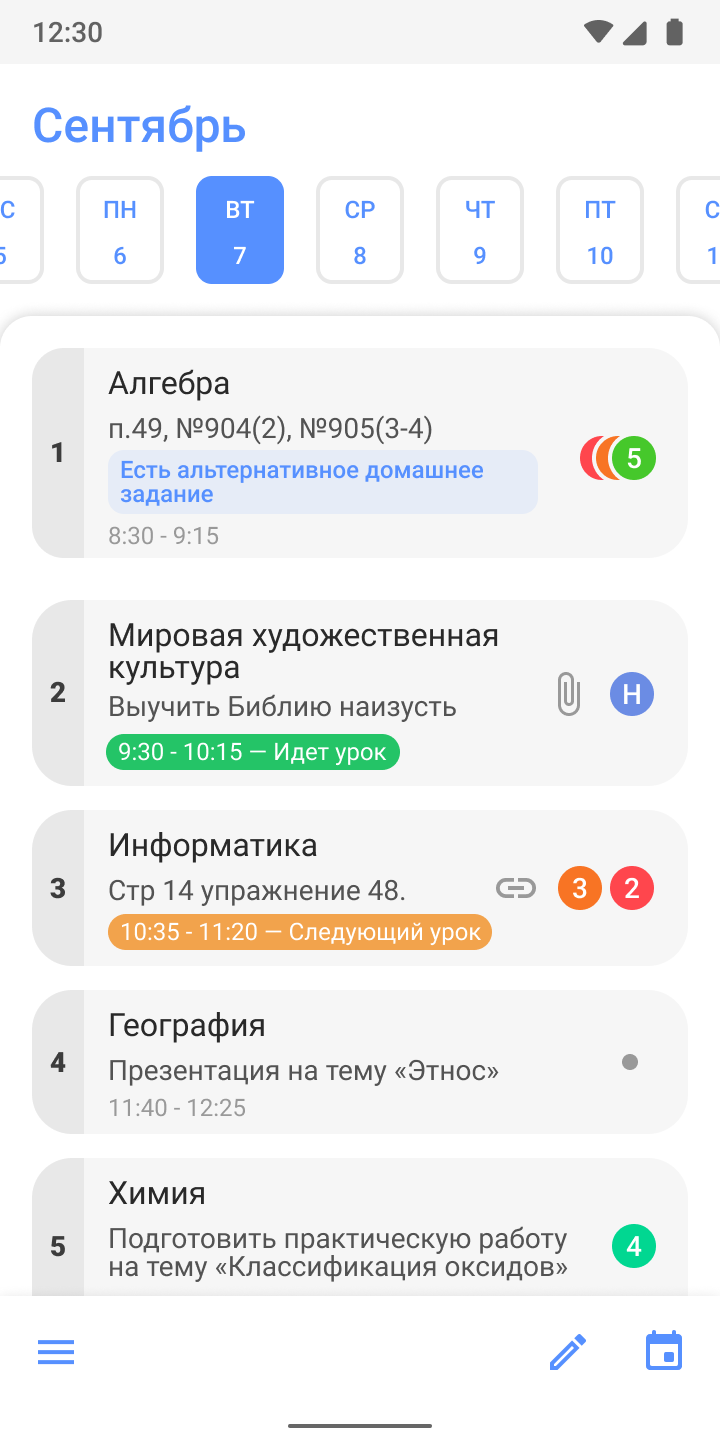 12:30
Сентябрь
С ПН ВТ СР ЧТ ПТ С
5 6 7 8 9 10 1
Алгебра
п.49, №904(2), №905(3-4)
1
5
Есть альтернативное домашнее
задание
8:30 - 9:15
Мировая художественная
культура
2
Н
Выучить Библию наизусть
9:30 - 10:15 — Идет урок
Информатика
3
Стр 14 упражнение 48.
3 2
10:35 - 11:20 — Следующий урок
География
4
Презентация на тему «Этнос»
11:40 - 12:25
Химия
5
Подготовить практическую работу
на тему «Классификация оксидов»
4